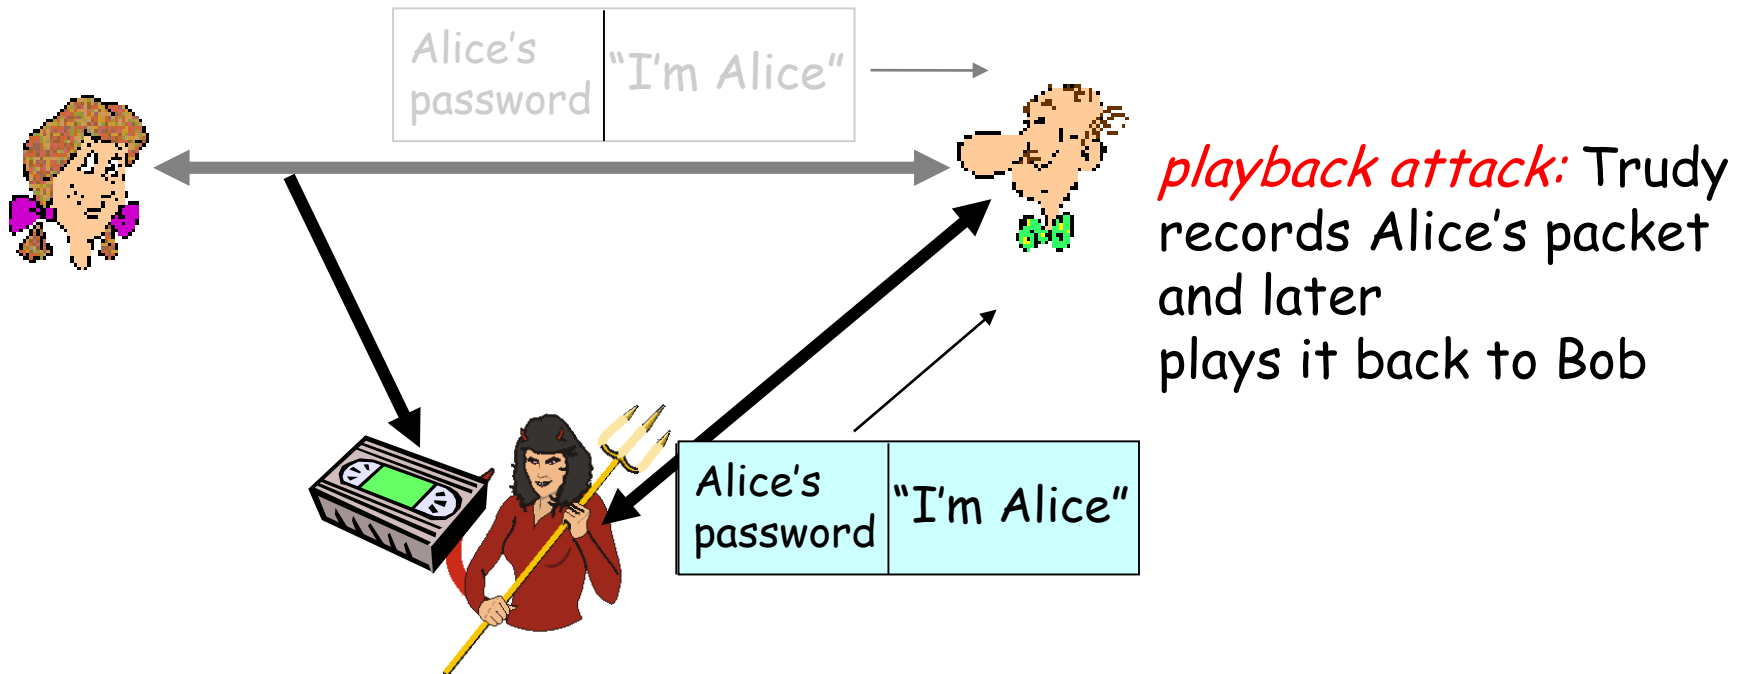 Alice’s
password
“I’m Alice”
playback attack: Trudy
records Alice’s packet
and later
plays it back to Bob
Alice’s
password
“I’m Alice”